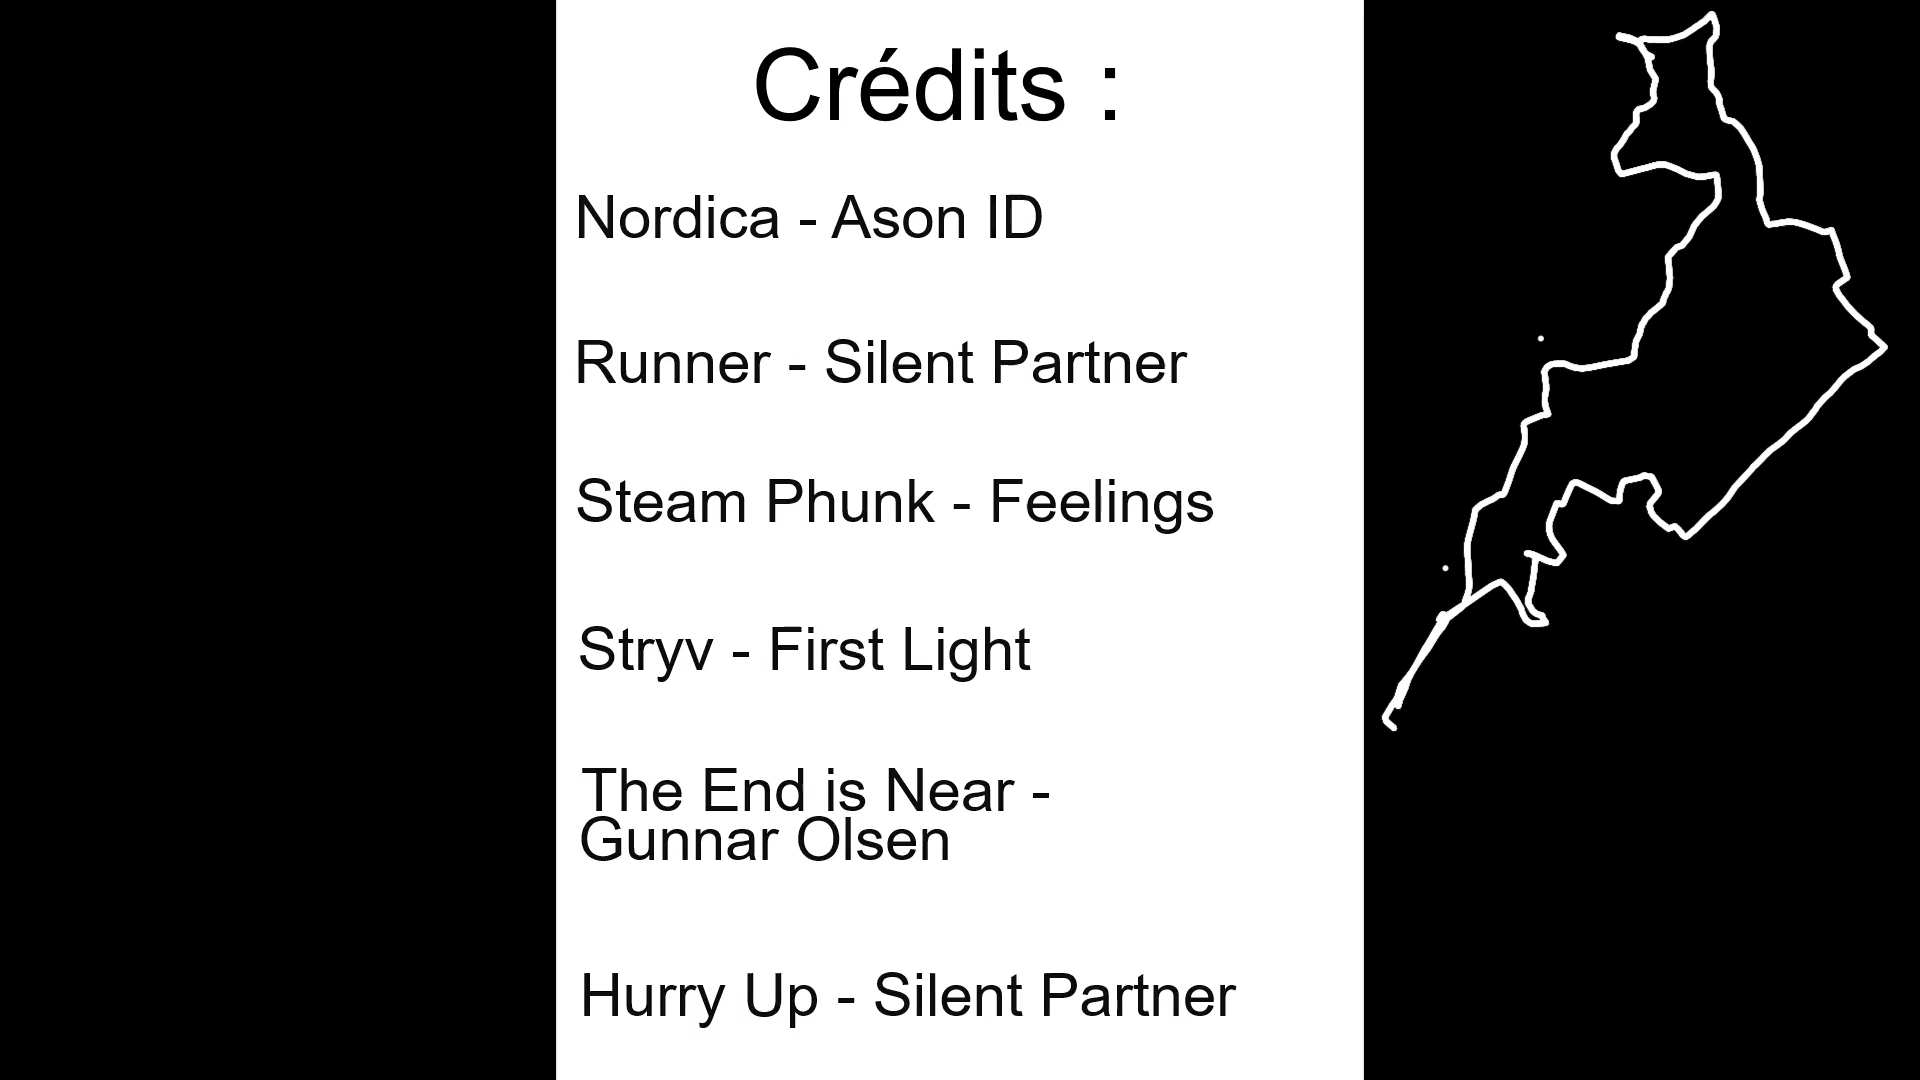 Crédits :
Nordica - Ason ID
Runner - Silent Partner
Steam Phunk - Feelings
Stryv - First Light
The End is Near -
Gunnar Olsen
Hurry Up - Silent Partner